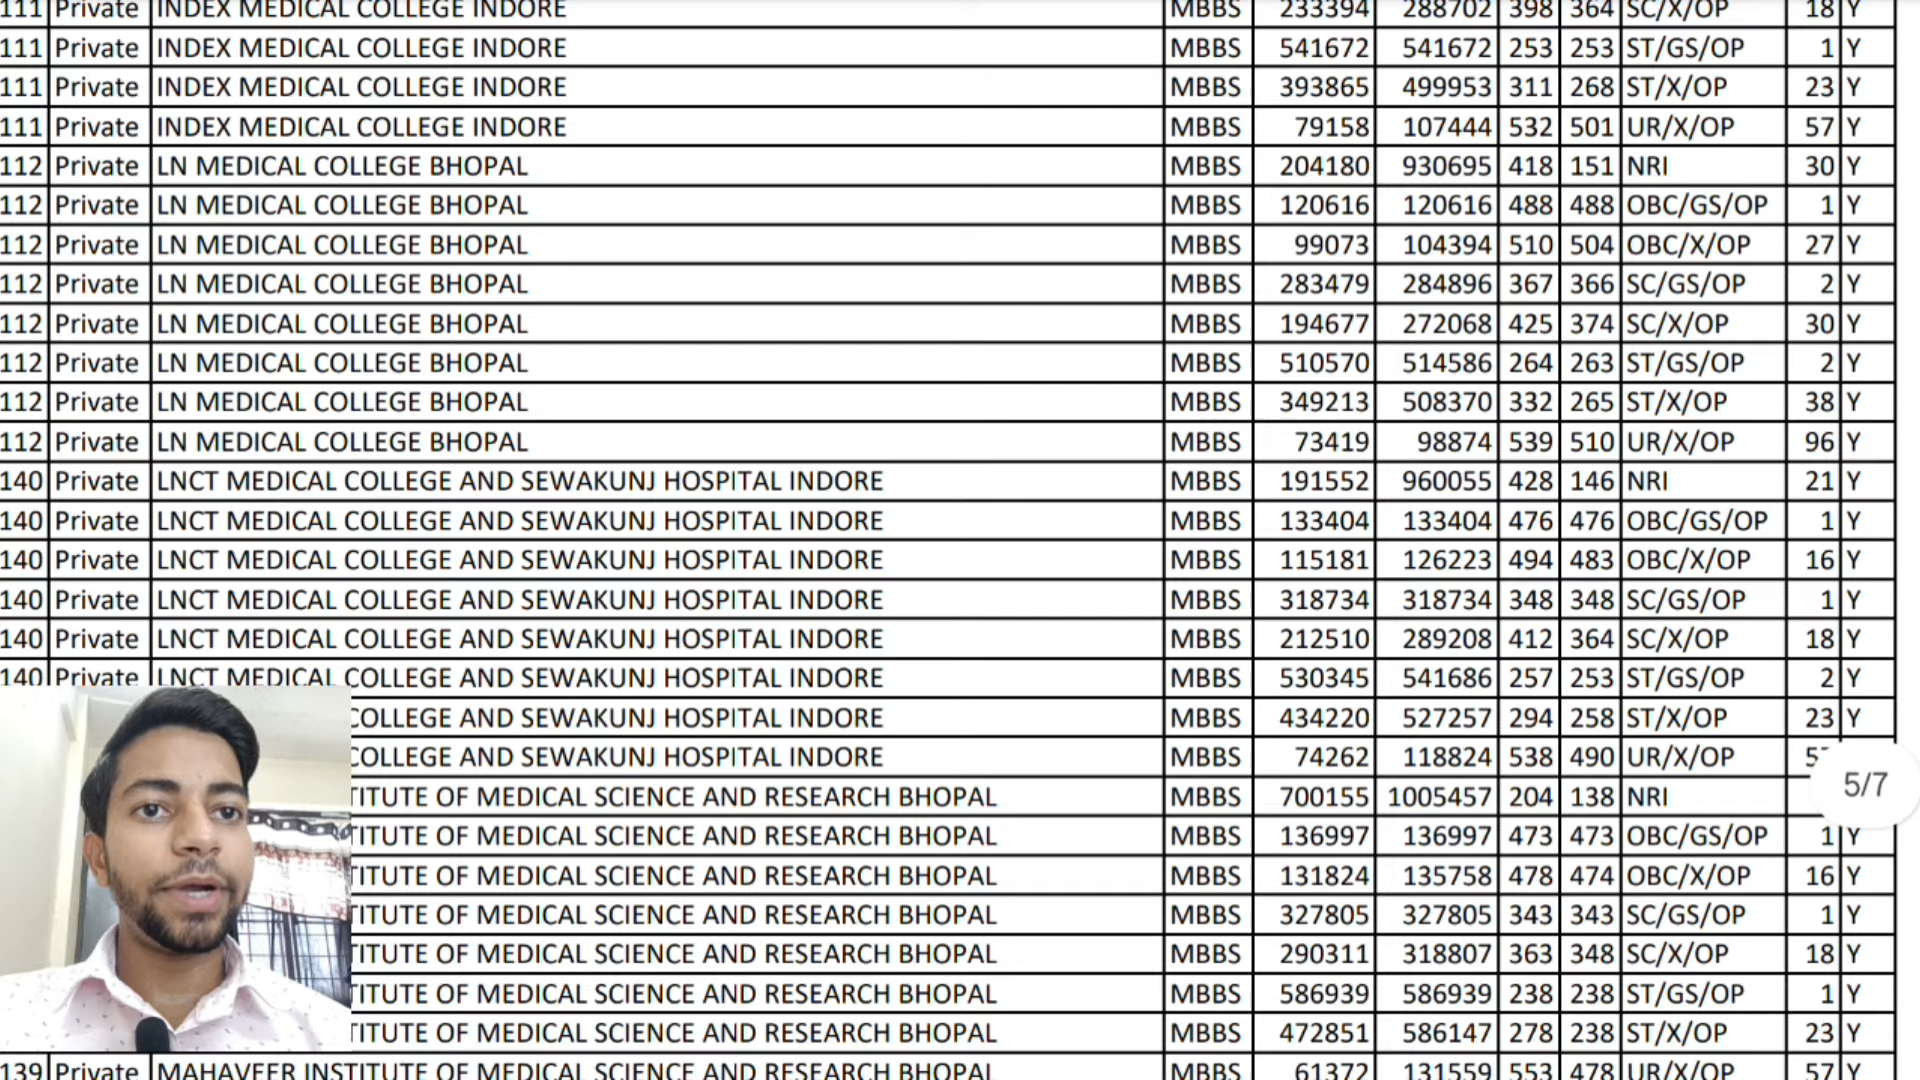 111 Private INDEX MEDICAL COLLEGE INDORE MBBS 233394 288702 398 364 SC/X/OP 18 Y
111 Private INDEX MEDICAL COLLEGE INDORE MBBS 541672 541672 253 253 ST/GS/OP 1 Y
111 Private INDEX MEDICAL COLLEGE INDORE MBBS 393865 499953 311 268 ST/X/OP 23 Y
111 Private INDEX MEDICAL COLLEGE INDORE MBBS 79158 107444 532 501 UR/X/OP 57 Y
112 Private LN MEDICAL COLLEGE BHOPAL MBBS 204180 930695 418 151 NRI 30 Y
112 Private LN MEDICAL COLLEGE BHOPAL MBBS 120616 120616 488 488 OBC/GS/OP 1 Y
112 Private LN MEDICAL COLLEGE BHOPAL MBBS 99073 104394 510 504 OBC/X/OP 27 Y
112 Private LN MEDICAL COLLEGE BHOPAL MBBS 283479 284896 367 366 SC/GS/OP 2 Y
112 Private LN MEDICAL COLLEGE BHOPAL MBBS 194677 272068 425 374 SC/X/OP 30 Y
112 Private LN MEDICAL COLLEGE BHOPAL MBBS 510570 514586 264 263 ST/GS/OP 2 Y
112 Private LN MEDICAL COLLEGE BHOPAL MBBS 349213 508370 332 265 ST/X/OP 38 Y
112 Private LN MEDICAL COLLEGE BHOPAL MBBS 73419 98874 539 510 UR/X/OP 96 Y
140 Private LNCT MEDICAL COLLEGE AND SEWAKUNJ HOSPITAL INDORE MBBS 191552 960055 428 146 NRI 21 Y
140 Private LNCT MEDICAL COLLEGE AND SEWAKUNJ HOSPITAL INDORE MBBS 133404 133404 476 476 OBC/GS/OP 1 Y
140 Private LNCT MEDICAL COLLEGE AND SEWAKUNJ HOSPITAL INDORE MBBS 115181 126223 494 483 OBC/X/OP 16 Y
140 Private LNCT MEDICAL COLLEGE AND SEWAKUNJ HOSPITAL INDORE MBBS 318734 318734 348 348 SC/GS/OP 1 Y
140 Private LNCT MEDICAL COLLEGE AND SEWAKUNJ HOSPITAL INDORE MBBS 212510 289208 412 364 SC/X/OP 18 Y
140 Private LNCT MEDICAL COLLEGE AND SEWAKUNJ HOSPITAL INDORE MBBS 530345 541686 257 253 ST/GS/OP 2 Y
COLLEGE AND SEWAKUNJ HOSPITAL INDORE MBBS 434220 527257 294 258 ST/X/OP 23 Y
COLLEGE AND SEWAKUNJ HOSPITAL INDORE MBBS 74262 118824 538 490 UR/X/OP
TITUTE OF MEDICAL SCIENCE AND RESEARCH BHOPAL MBBS 700155 1005457 204 138 NRI
5/7
TITUTE OF MEDICAL SCIENCE AND RESEARCH BHOPAL MBBS 136997 136997 473 473 OBC/GS/OP 1 Y
TITUTE OF MEDICAL SCIENCE AND RESEARCH BHOPAL MBBS 131824 135758 478 474 OBC/X/OP 16 Y
TITUTE OF MEDICAL SCIENCE AND RESEARCH BHOPAL MBBS 327805 327805 343 343 SC/GS/OP 1 Y
TITUTE OF MEDICAL SCIENCE AND RESEARCH BHOPAL MBBS 290311 318807 363 348 SC/X/OP 18 Y
TITUTE OF MEDICAL SCIENCE AND RESEARCH BHOPAL MBBS 586939 586939 238 238 ST/GS/OP 1 Y
TITUTE OF MEDICAL SCIENCE AND RESEARCH BHOPAL MBBS 472851 586147 278 238 ST/X/OP 23 Y
139 Private MAHAVEER INSTITUTE OF MEDICAL SCIENCE AND RESEARCH BHOPAL MBBS 61372 131559 553 478 UR/X/OP 57 Y